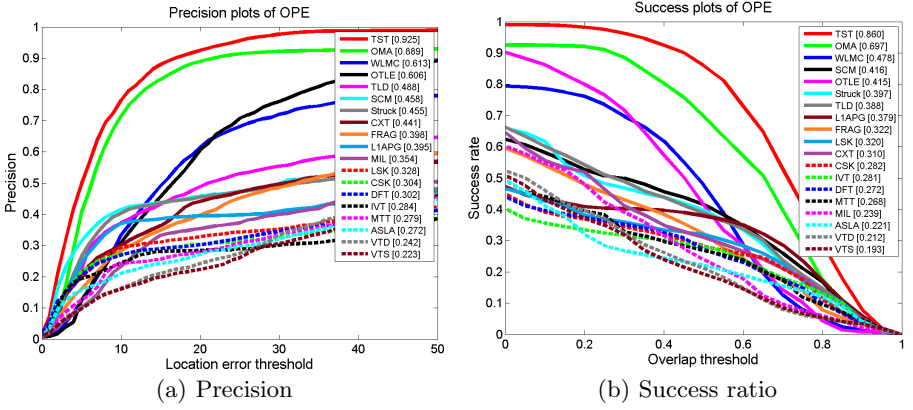 Precision plots of OPE
Precision
1
0.9
0.8
0.7
0.6
0.5
0.4
0.3
0.2
0.1
0
0 10 20 30 40 50
Location error threshold
TST [0.925]
OMA [0.889]
WLMC [0.613]
OTLE [0.606]
TLD [0.488]
SCM [0.458]
Struck [0.455]
CXT [0.441]
FRAG [0.398]
L1APG [0.395]
MIL [0.354]
LSK [0.328]
CSK [0.304]
DFT [0.302]
IVT [0.284]
MTT [0.279]
ASLA [0.272]
VTD [0.242]
VTS [0.223]
(a) Precision
Success plots of OPE
Success rate
1
0.9
0.8
0.7
0.6
0.5
0.4
0.3
0.2
0.1
0
0 0.2 0.4 0.6 0.8 1
Overlap threshold
TST [0.860]
OMA [0.697]
WLMC [0.478]
SCM [0.416]
OTLE [0.415]
Struck [0.397]
TLD [0.388]
L1APG [0.379]
FRAG [0.322]
LSK [0.320]
CXT [0.310]
CSK [0.282]
IVT [0.281]
DFT [0.272]
MTT [0.268]
MIL [0.239]
ASLA [0.221]
VTD [0.212]
VTS [0.193]
(b) Success ratio